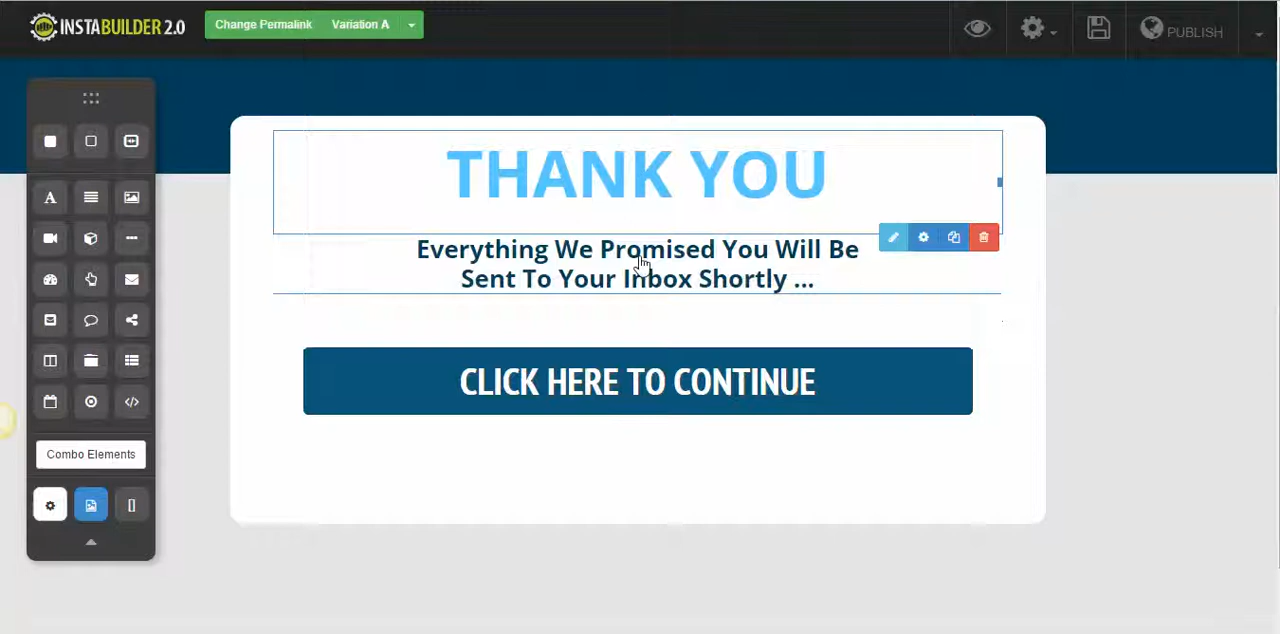 INSTABUILDER 2.0
Change Permalink Variation A
PUBLISH
THANK YOU
Everything We Promised You Will Be
Sent To Your Inbox Shortly ...
CLICK HERE TO CONTINUE
Combo Elements